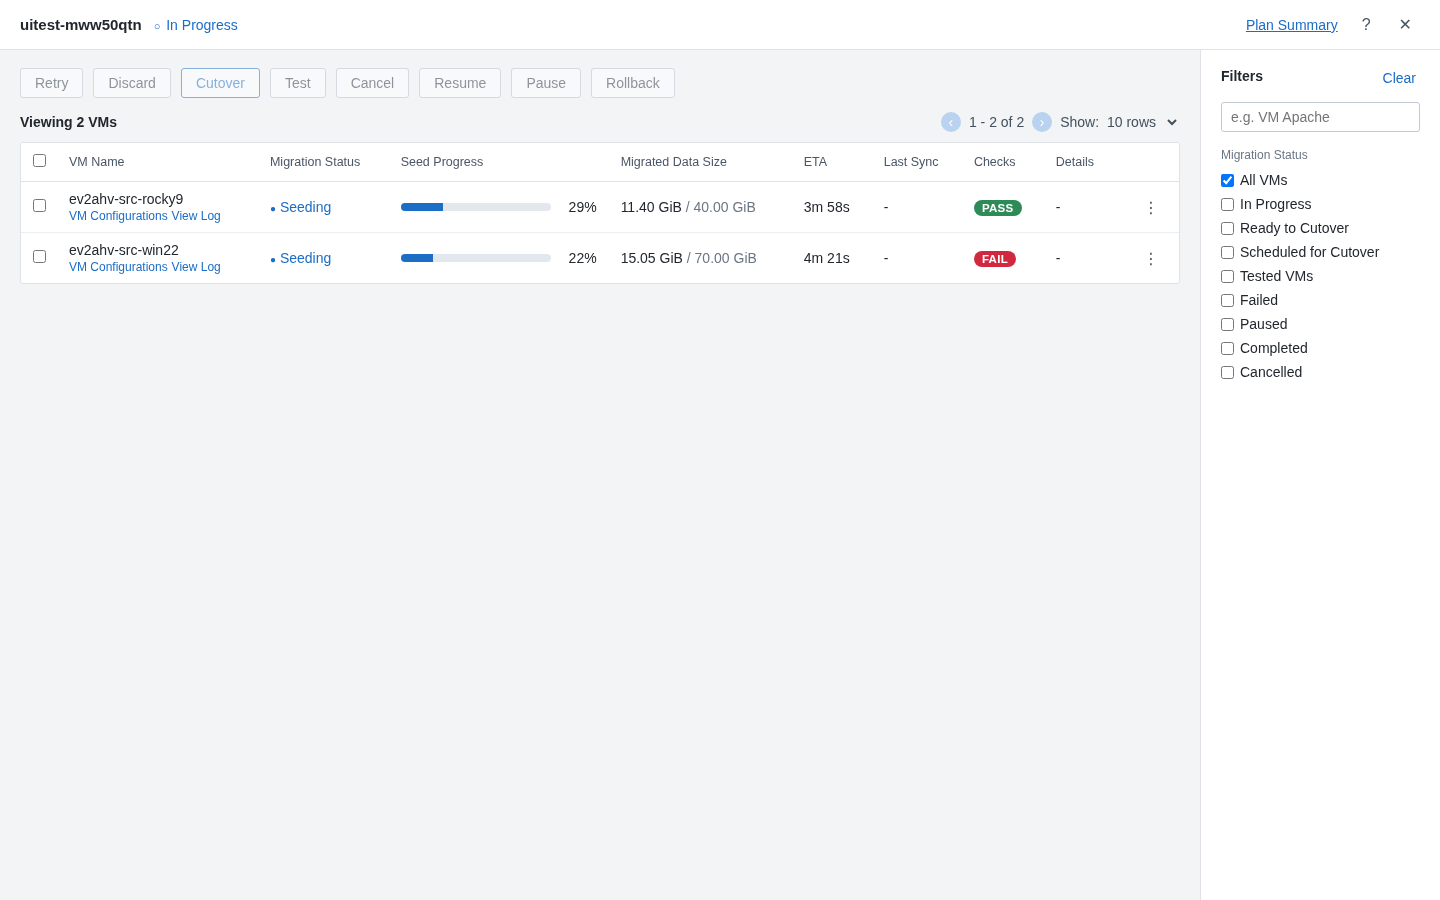 uitest-mww50qtn In Progress Plan Summary ? ✕
Retry Discard Cutover Test Cancel Resume Pause Rollback
Viewing 2 VMs ‹ 1 - 2 of 2 › Show: 10 rows
VM Name Migration Status Seed Progress Migrated Data Size ETA Last Sync Checks Details
ev2ahv-src-rocky9
VM Configurations View Log
Seeding 29% 11.40 GiB / 40.00 GiB 3m 58s - PASS -
ev2ahv-src-win22
VM Configurations View Log
Seeding 22% 15.05 GiB / 70.00 GiB 4m 21s - FAIL -
Filters Clear
e.g. VM Apache
Migration Status
All VMs
In Progress
Ready to Cutover
Scheduled for Cutover
Tested VMs
Failed
Paused
Completed
Cancelled